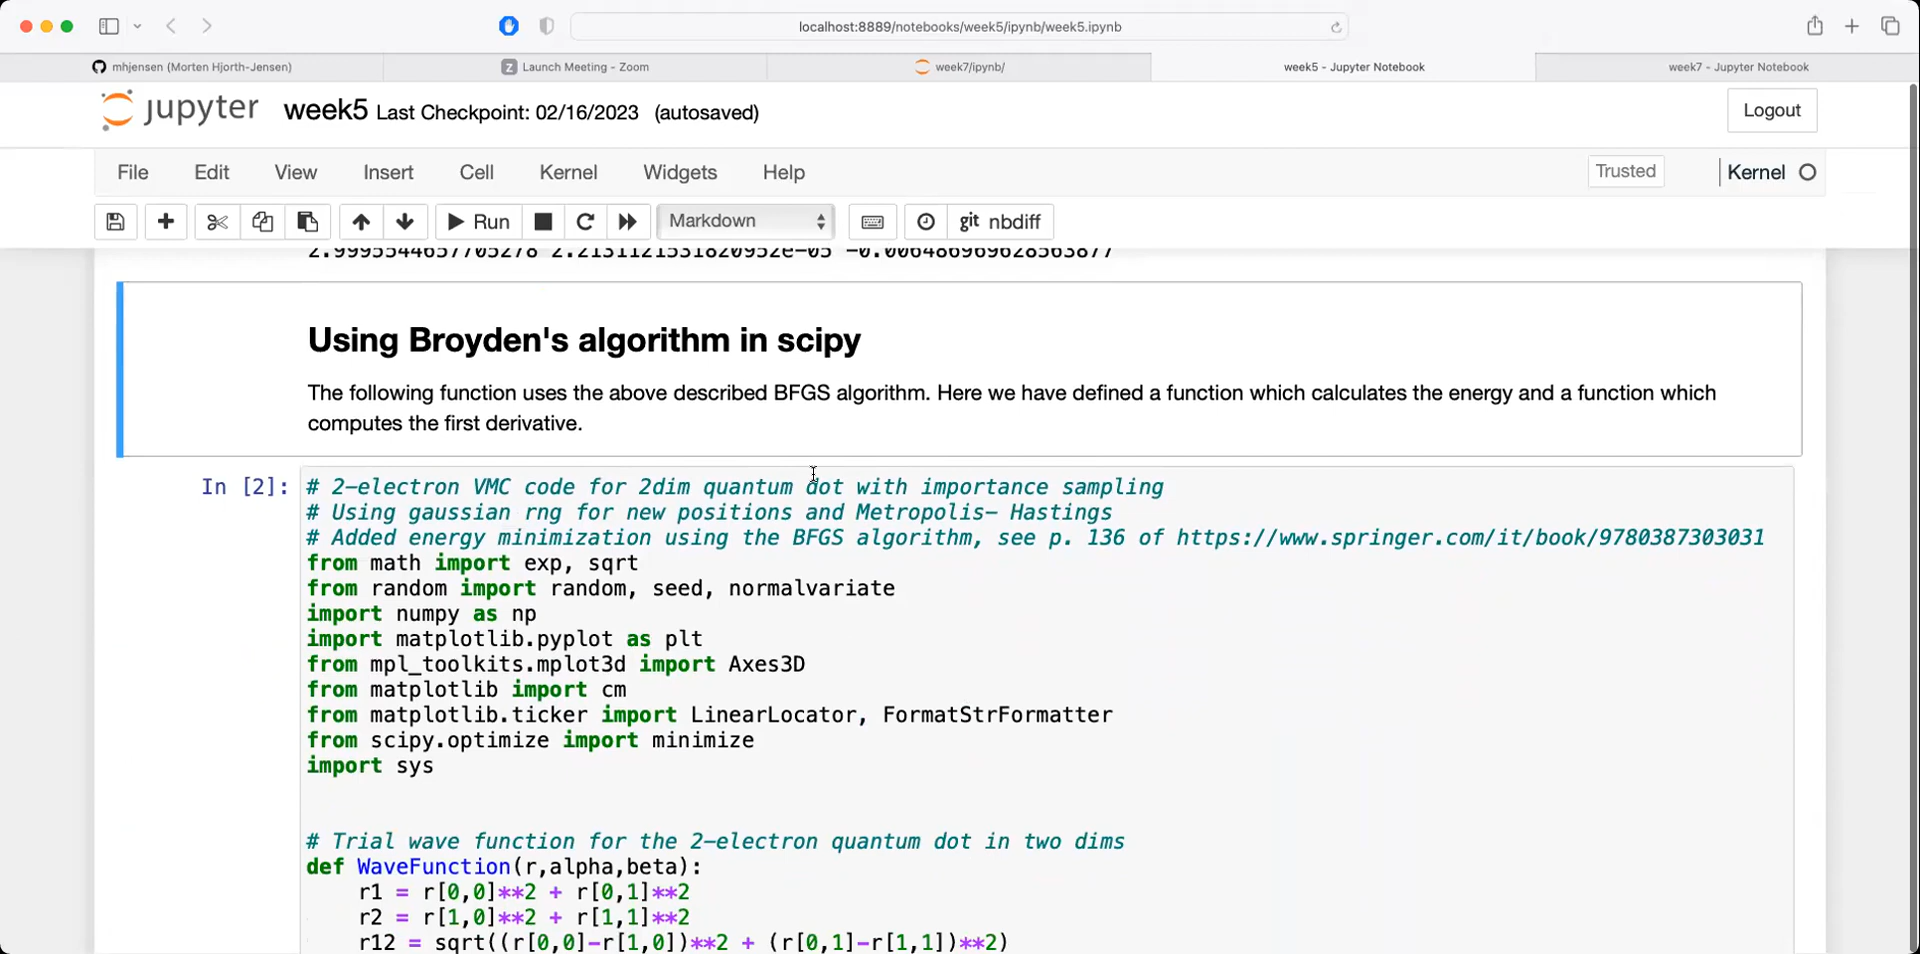 localhost:8889/notebooks/week5/ipynb/week5.ipynb
mhjensen (Morten Hjorth-Jensen) Launch Meeting - Zoom week7/ipynb/ week5 - Jupyter Notebook week7 - Jupyter Notebook
jupyter week5 Last Checkpoint: 02/16/2023 (autosaved) Logout
File Edit View Insert Cell Kernel Widgets Help Trusted Kernel
Run Markdown git nbdiff
2.9995544657705278 2.2131121531820952e-05 -0.006486969628563877
Using Broyden's algorithm in scipy
The following function uses the above described BFGS algorithm. Here we have defined a function which calculates the energy and a function which
computes the first derivative.
In [2]: # 2-electron VMC code for 2dim quantum dot with importance sampling
# Using gaussian rng for new positions and Metropolis- Hastings
# Added energy minimization using the BFGS algorithm, see p. 136 of https://www.springer.com/it/book/9780387303031
from math import exp, sqrt
from random import random, seed, normalvariate
import numpy as np
import matplotlib.pyplot as plt
from mpl_toolkits.mplot3d import Axes3D
from matplotlib import cm
from matplotlib.ticker import LinearLocator, FormatStrFormatter
from scipy.optimize import minimize
import sys
# Trial wave function for the 2-electron quantum dot in two dims
def WaveFunction(r,alpha,beta):
r1 = r[0,0]**2 + r[0,1]**2
r2 = r[1,0]**2 + r[1,1]**2
r12 = sqrt((r[0,0]-r[1,0])**2 + (r[0,1]-r[1,1])**2)